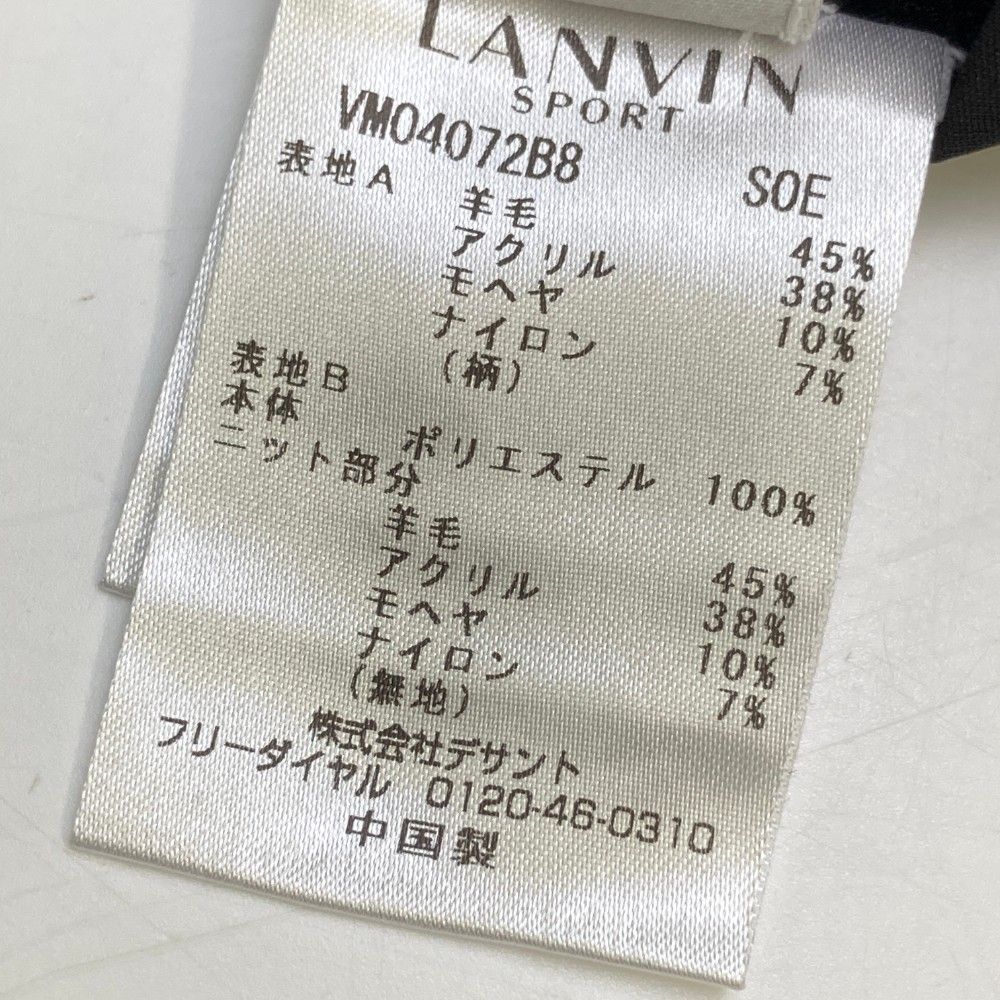 LANVIN
SPORT
VMO4072B8 SOE
表地A
羊毛 45%
アクリル 38%
モヘヤ 10%
ナイロン 7%
(柄)
表地B
本体
ポリエステル 100%
ニット部分
羊毛 45%
アクリル 38%
モヘヤ 10%
ナイロン 7%
(無地)
株式会社デサント
フリーダイヤル 0120-46-0310
中国製